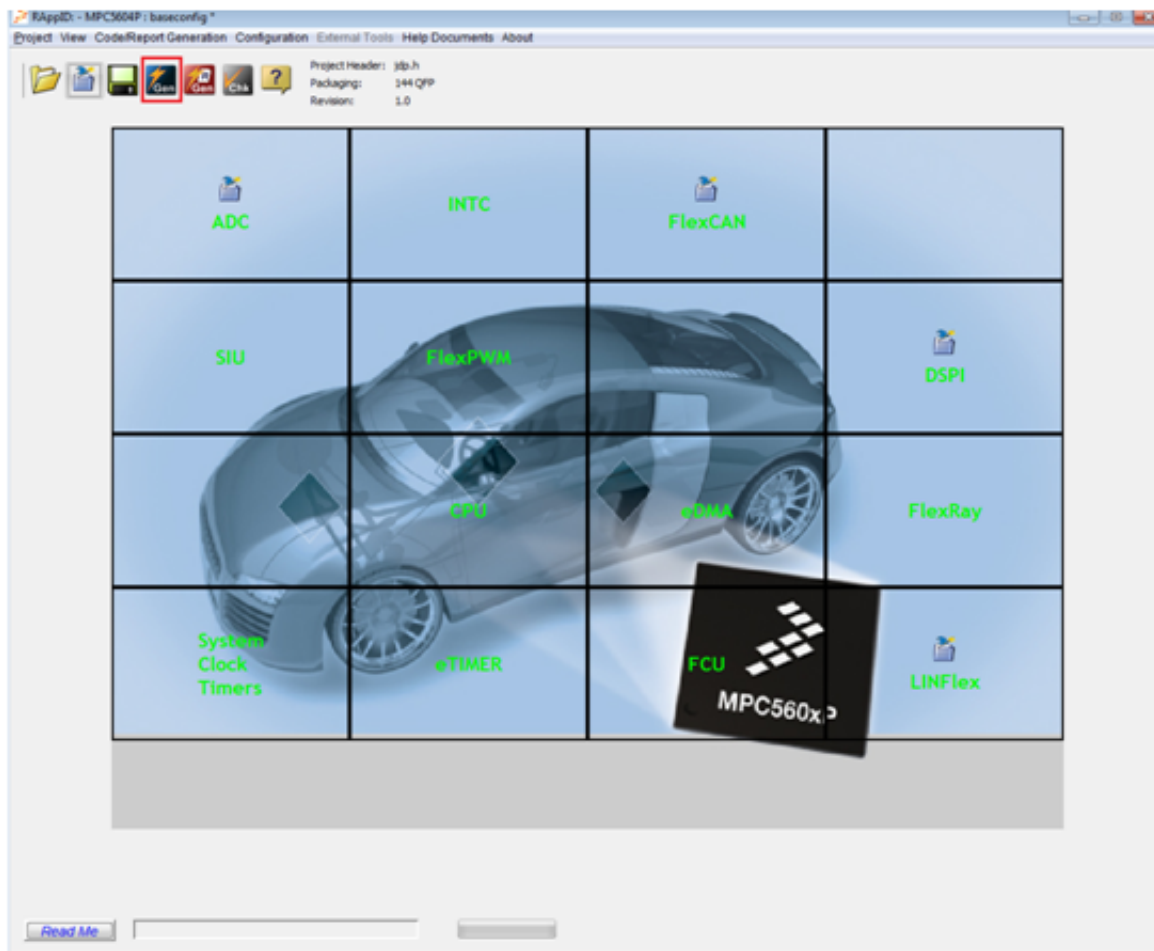 RAppID: - MPC5604P : baseconfig *
Project View Code/Report Generation Configuration External Tools Help Documents About
Gen
Gen
Chk
?
Project Header: jdp.h
Packaging: 144 QFP
Revision: 1.0
ADC
INTC
FlexCAN
SIU
FlexPWM
DSPI
CPU
eDMA
FlexRay
System
Clock
Timers
eTIMER
FCU
LINFlex
MPC560xP
Read Me